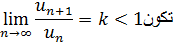 lim_{n→∞} u_{n+1}/u_n = k < 1 تكون